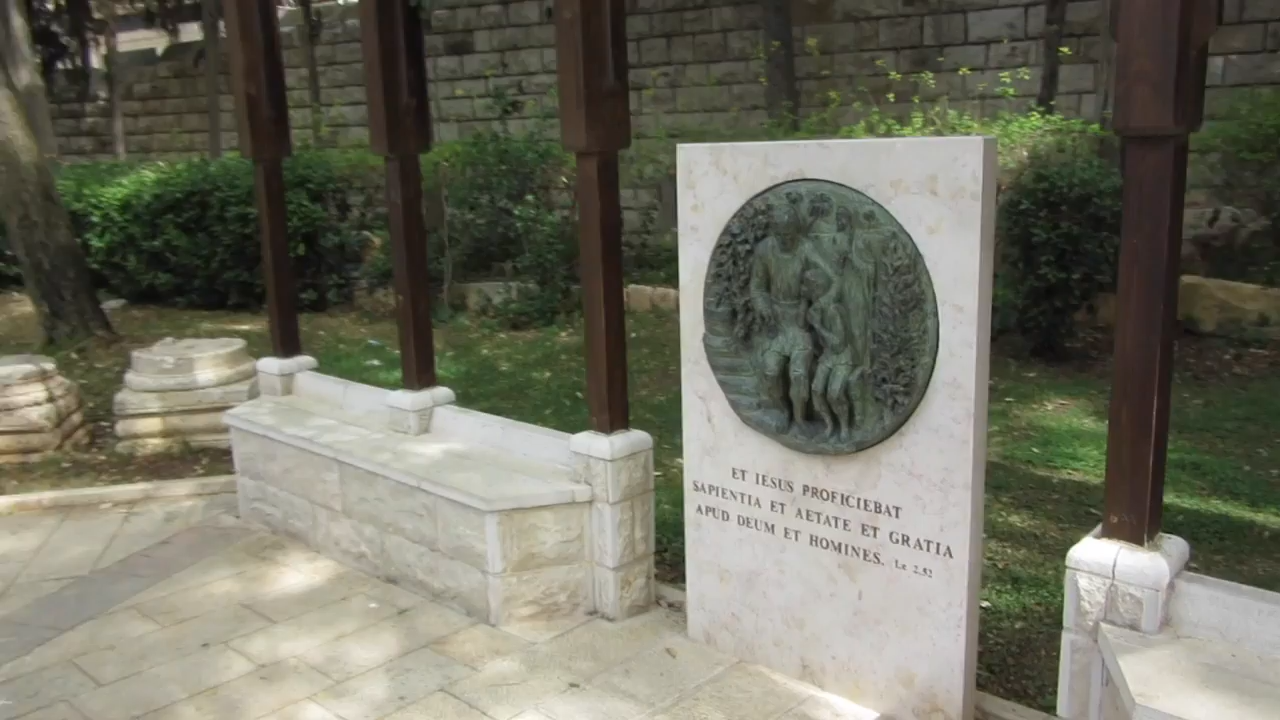 ET IESUS PROFICIEBAT
SAPIENTIA ET AETATE ET GRATIA
APUD DEUM ET HOMINES. Lc 2,52